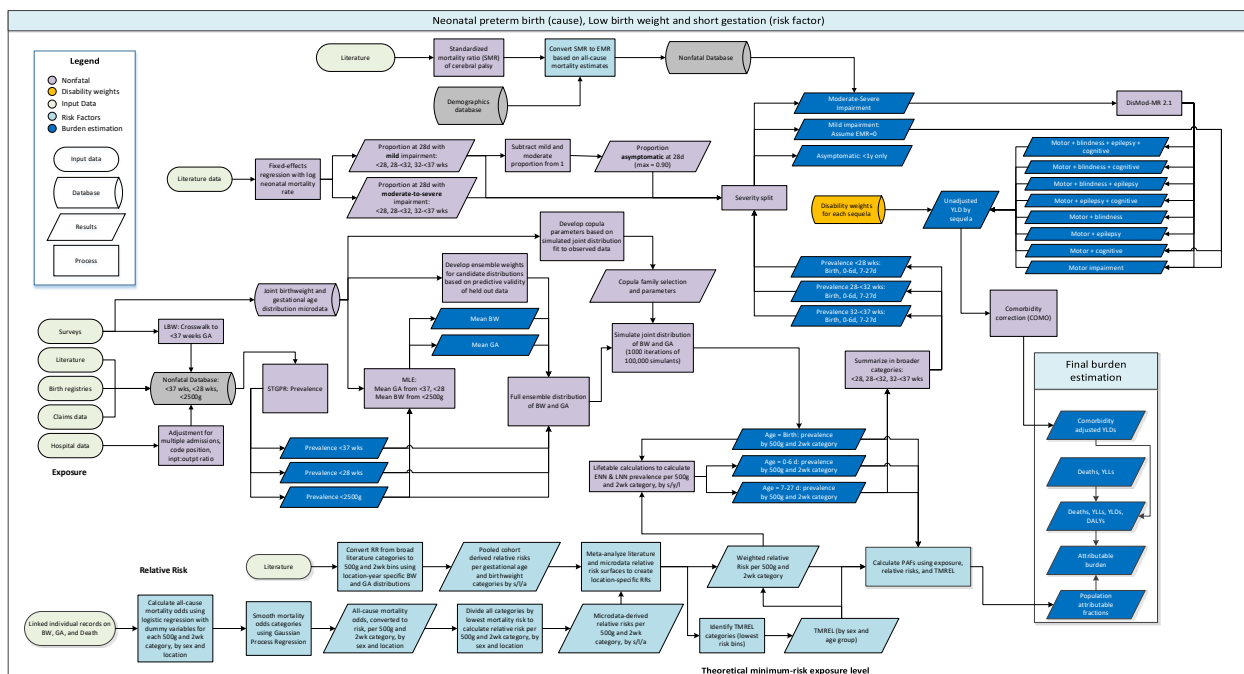 Neonatal preterm birth (cause), Low birth weight and short gestation (risk factor)
Legend
Nonfatal
Disability weights
Input Data
Risk Factors
Burden estimation
Input data
Database
Results
Process
Literature
Standardized
mortality ratio (SMR)
of cerebral palsy
Convert SMR to EMR
based on all-cause
mortality estimates
Nonfatal Database
Demographics
database
Moderate-Severe
Impairment
DisMod-MR 2.1
Mild impairment:
Assume EMR=0
Asymptomatic: <1y only
Literature data
Fixed-effects
regression with log
neonatal mortality
rate
Proportion at 28d with
mild impairment:
<28, 28-<32, 32-<37 wks
Proportion at 28d with
moderate-to-severe
impairment:
<28, 28-<32, 32-<37 wks
Subtract mild and
moderate proportion from 1
Proportion
asymptomatic at 28d
(max = 0.90)
Severity split
Motor + blindness + epilepsy +
cognitive
Motor + blindness + cognitive
Motor + blindness + epilepsy
Motor + epilepsy + cognitive
Motor + blindness
Motor + epilepsy
Motor + cognitive
Motor impairment
Disability weights
for each sequela
Unadjusted
YLD by
sequela
Develop copula
parameters based on
simulated joint distribution
fit to observed data
Develop ensemble weights
for candidate distributions
based on predictive validity
of held out data
Joint birthweight and
gestational age
distribution microdata
Copula family selection
and parameters
Prevalence <28 wks:
Birth, 0-6d, 7-27d
Prevalence 28-<32 wks:
Birth, 0-6d, 7-27d
Prevalence 32-<37 wks:
Birth, 0-6d, 7-27d
Comorbidity
correction (COMO)
Surveys
LBW: Crosswalk to
<37 weeks GA
Mean BW
Mean GA
Simulate joint distribution
of BW and GA
(1000 iterations of
100,000 simulants)
Literature
Birth registries
Claims data
Hospital data
Nonfatal Database:
<37 wks, <28 wks,
<2500g
STGPR: Prevalence
MLE:
Mean GA from <37, <28
Mean BW from <2500g
Full ensemble distribution
of BW and GA
Summarize in broader
categories:
<28, 28-<32, 32-<37 wks
Final burden
estimation
Adjustment for
multiple admissions,
code position,
inpt:outpt ratio
Exposure
Prevalence <37 wks
Prevalence <28 wks
Prevalence <2500g
Lifetable calculations to calculate
ENN & LNN prevalence per 500g
and 2wk category, by s/y/l
Age = Birth: prevalence
by 500g and 2wk category
Age = 0-6 d: prevalence
by 500g and 2wk category
Age = 7-27 d: prevalence
by 500g and 2wk category
Comorbidity
adjusted YLDs
Deaths, YLLs
Deaths, YLLs, YLDs,
DALYs
Attributable
burden
Population
attributable
fractions
Relative Risk
Literature
Convert RR from broad
literature categories to
500g and 2wk bins using
location-year specific BW
and GA distributions
Pooled cohort
derived relative risks
per gestational age
and birthweight
categories by s/l/a
Meta-analyze literature
and microdata relative
risk surfaces to create
location-specific RRs
Weighted relative
Risk per 500g and
2wk category
Calculate PAFs using exposure,
relative risks, and TMREL
Linked individual records on
BW, GA, and Death
Calculate all-cause
mortality odds using
logistic regression with
dummy variables for
each 500g and 2wk
category, by sex and
location
Smooth mortality
odds categories
using Gaussian
Process Regression
All-cause mortality
odds, converted to
risk, per 500g and
2wk category, by
sex and location
Divide all categories by
lowest mortality risk to
calculate relative risk per
500g and 2wk category, by
sex and location
Microdata-derived
relative risks per
500g and 2wk
category, by s/l/a
Identify TMREL
categories (lowest
risk bins)
TMREL (by sex and
age group)
Theoretical minimum-risk exposure level